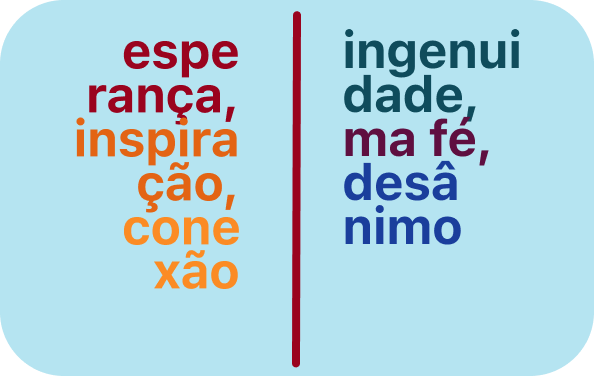 espe
rança,
inspira
ção,
cone
xão
ingenui
dade,
ma fé,
desâ
nimo